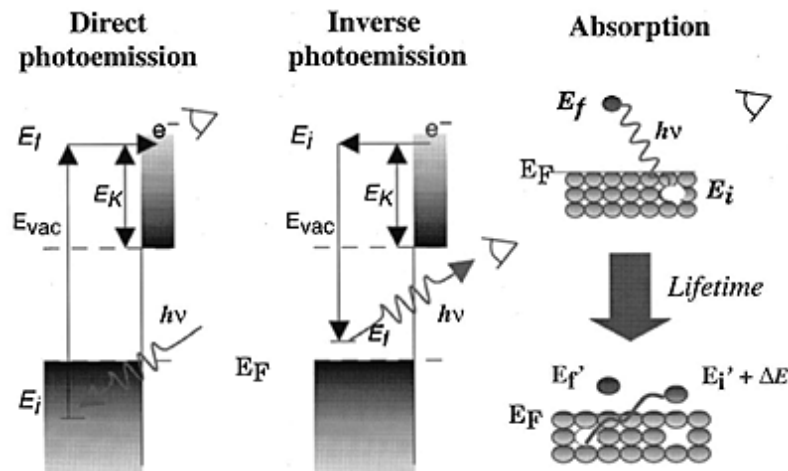 Direct
photoemission
E_f
e⁻
E_K
E_vac
hν
E_i
Inverse
photoemission
E_i
e⁻
E_K
E_vac
hν
E_f
E_F
Absorption
E_f
hν
E_F
E_i
Lifetime
E_f'
E_i' + ΔE
E_F